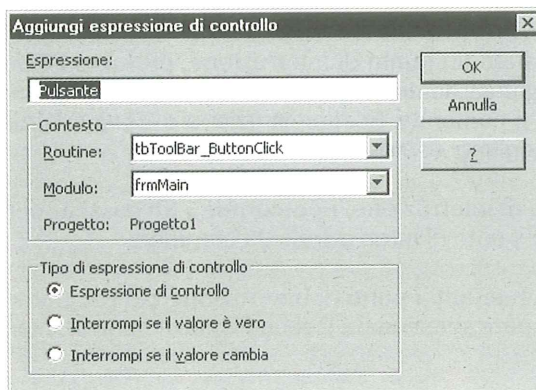 Aggiungi espressione di controllo
Espressione:
Pulsante
OK
Annulla
?
Contesto
Routine: tbToolBar_ButtonClick
Modulo: frmMain
Progetto: Progetto1
Tipo di espressione di controllo
Espressione di controllo
Interrompi se il valore è vero
Interrompi se il valore cambia